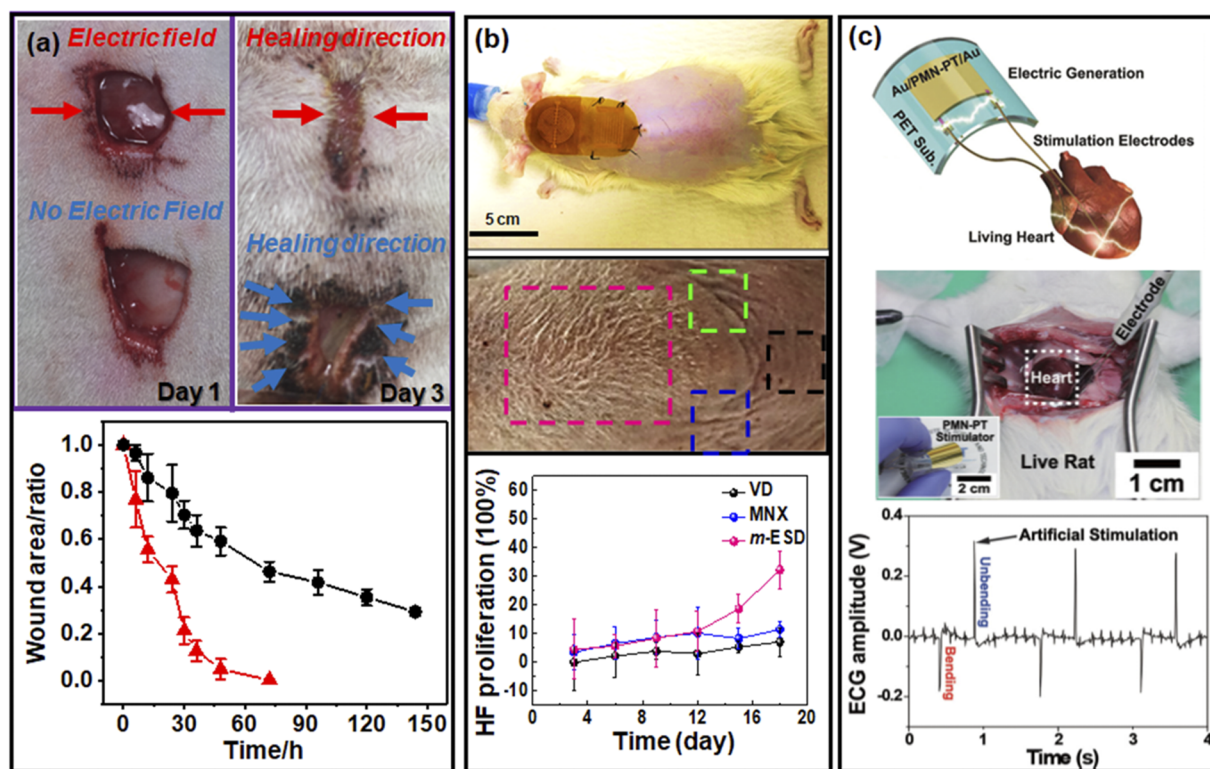 (a)
Electric field
Healing direction
No Electric Field
Healing direction
Day 1
Day 3
1.0
0.8
0.6
0.4
0.2
0.0
Wound area/ratio
0 30 60 90 120 150
Time/h
(b)
5 cm
60
50
40
30
20
10
0
-10
HF proliferation (100%)
VD
MNX
m-ESD
0 4 8 12 16 20
Time (day)
(c)
Au/PMN-PT/Au
PET Sub.
Electric Generation
Stimulation Electrodes
Living Heart
Electrode
Heart
PMN-PT
Stimulator
2 cm
Live Rat
1 cm
0.4
0.2
0.0
-0.2
ECG amplitude (V)
Artificial Stimulation
Unbending
Bending
0 1 2 3 4
Time (s)